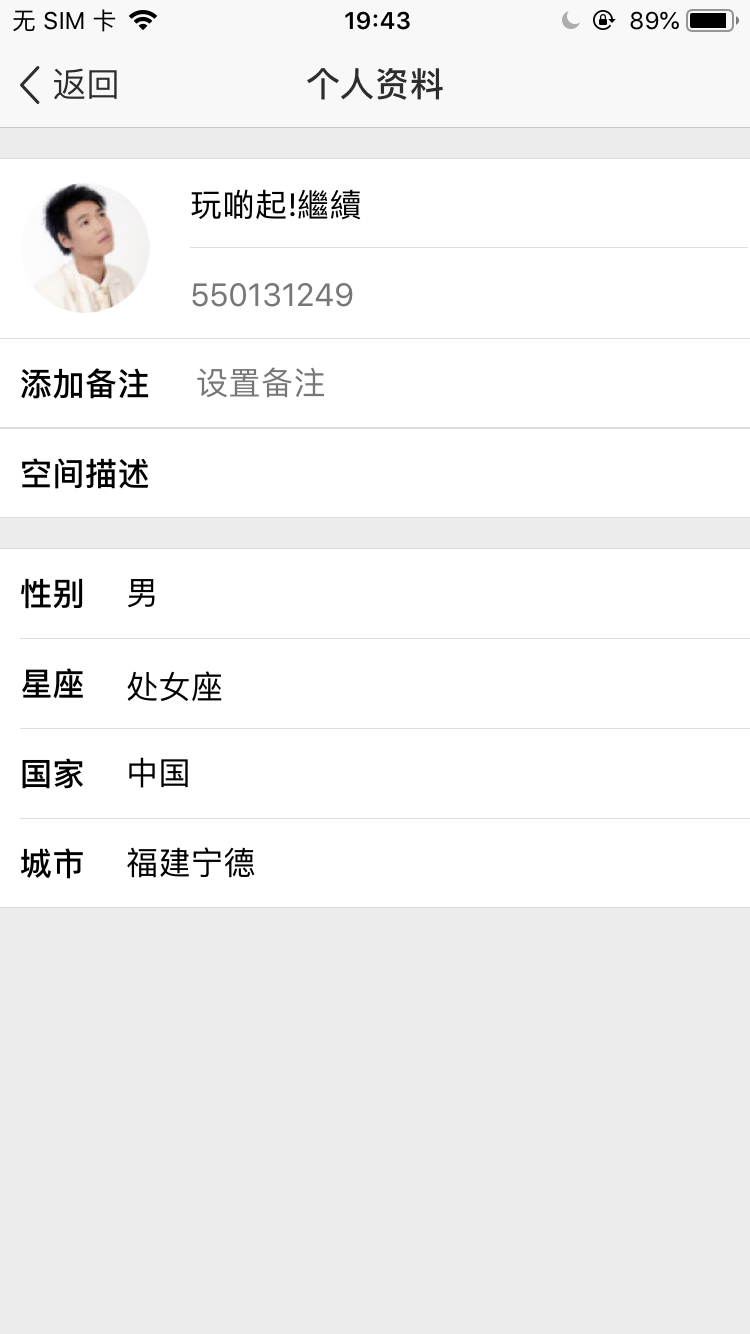 无 SIM 卡 19:43 89%
返回 个人资料
玩啲起!繼續
550131249
添加备注 设置备注
空间描述
性别 男
星座 处女座
国家 中国
城市 福建宁德